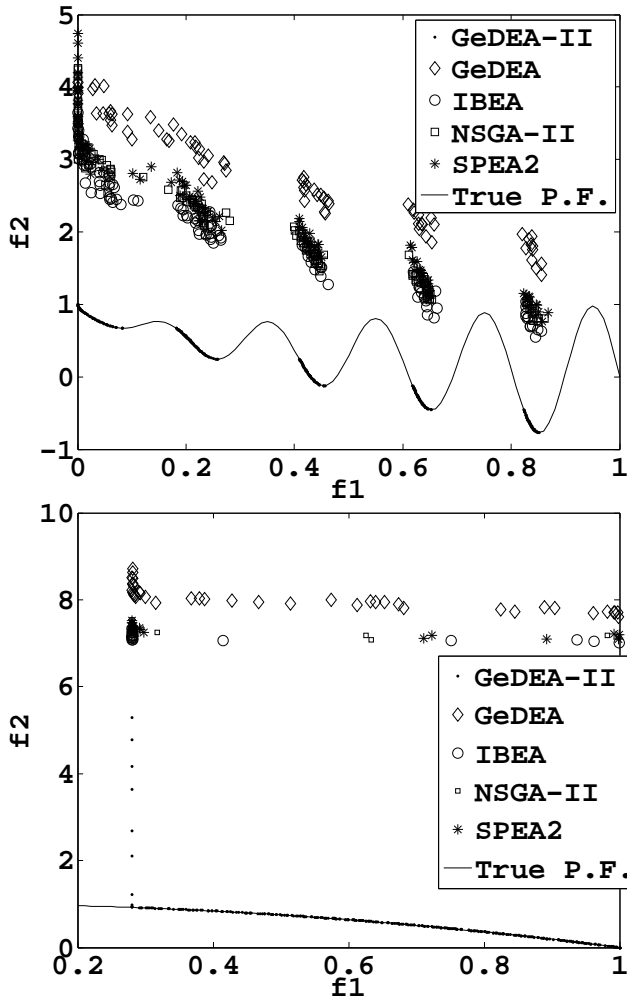 5
4
3
2
1
0
-1
f2
GeDEA-II
GeDEA
IBEA
NSGA-II
SPEA2
True P.F.
0 0.2 0.4 0.6 0.8 1
f1
10
8
6
4
2
0
f2
GeDEA-II
GeDEA
IBEA
NSGA-II
SPEA2
True P.F.
0.2 0.4 0.6 0.8 1
f1